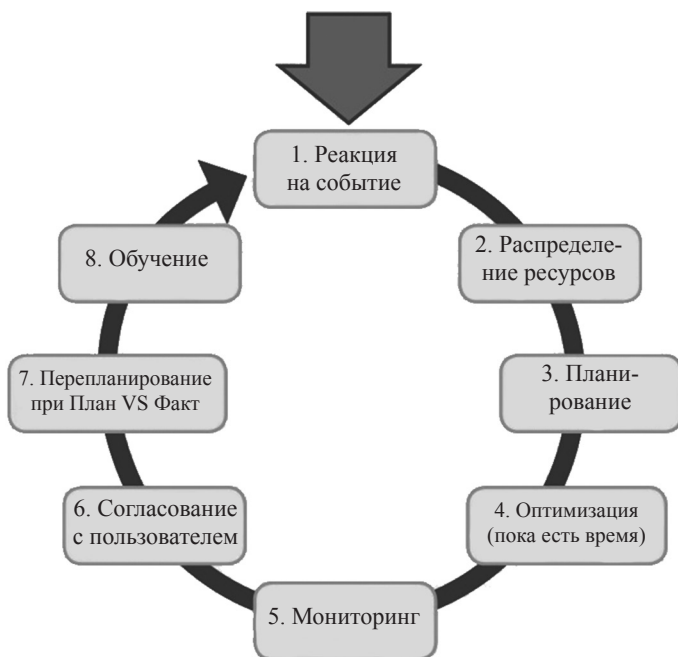 1. Реакция
на событие
2. Распределе-
ние ресурсов
3. Плани-
рование
4. Оптимизация
(пока есть время)
5. Мониторинг
6. Согласование
с пользователем
7. Перепланирование
при План VS Факт
8. Обучение